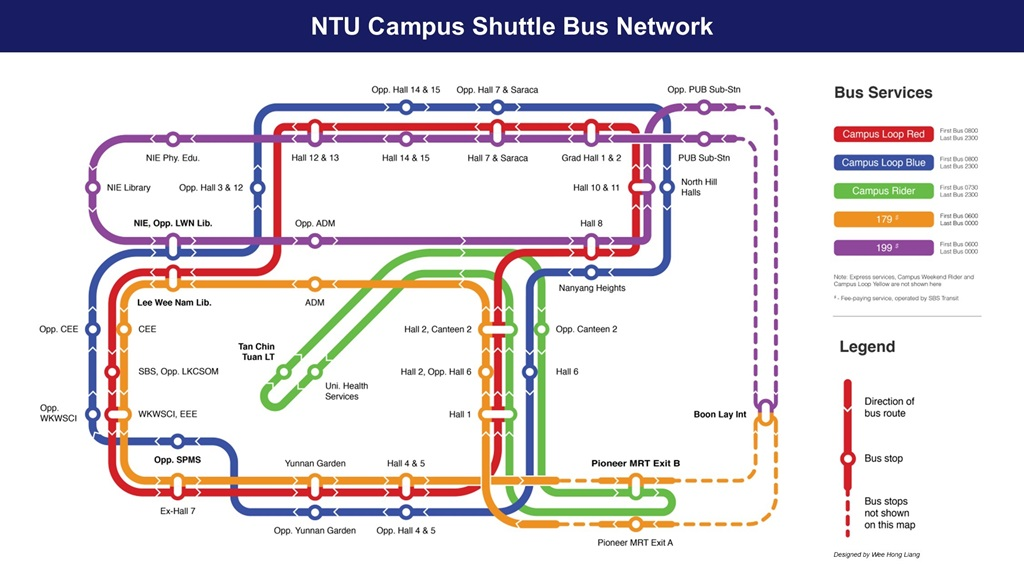 NTU Campus Shuttle Bus Network
Opp. Hall 14 & 15
Opp. Hall 7 & Saraca
Opp. PUB Sub-Stn
NIE Phy. Edu.
Hall 12 & 13
Hall 14 & 15
Hall 7 & Saraca
Grad Hall 1 & 2
PUB Sub-Stn
NIE Library
Opp. Hall 3 & 12
Hall 10 & 11
North Hill
Halls
NIE, Opp. LWN Lib.
Opp. ADM
Hall 8
Nanyang Heights
Lee Wee Nam Lib.
ADM
Opp. CEE
CEE
Hall 2, Canteen 2
Opp. Canteen 2
Tan Chin
Tuan LT
SBS, Opp. LKCSOM
Uni. Health
Services
Hall 2, Opp. Hall 6
Hall 6
Opp.
WKWSCI
WKWSCI, EEE
Hall 1
Boon Lay Int
Opp. SPMS
Yunnan Garden
Hall 4 & 5
Pioneer MRT Exit B
Ex-Hall 7
Opp. Yunnan Garden
Opp. Hall 4 & 5
Pioneer MRT Exit A
Bus Services
Campus Loop Red
First Bus 0800
Last Bus 2300
Campus Loop Blue
First Bus 0800
Last Bus 2300
Campus Rider
First Bus 0730
Last Bus 2300
179 $
First Bus 0600
Last Bus 0000
199 $
First Bus 0600
Last Bus 0000
Note: Express services, Campus Weekend Rider and
Campus Loop Yellow are not shown here
$ - Fee-paying service, operated by SBS Transit
Legend
Direction of
bus route
Bus stop
Bus stops
not shown
on this map
Designed by Wee Hong Liang